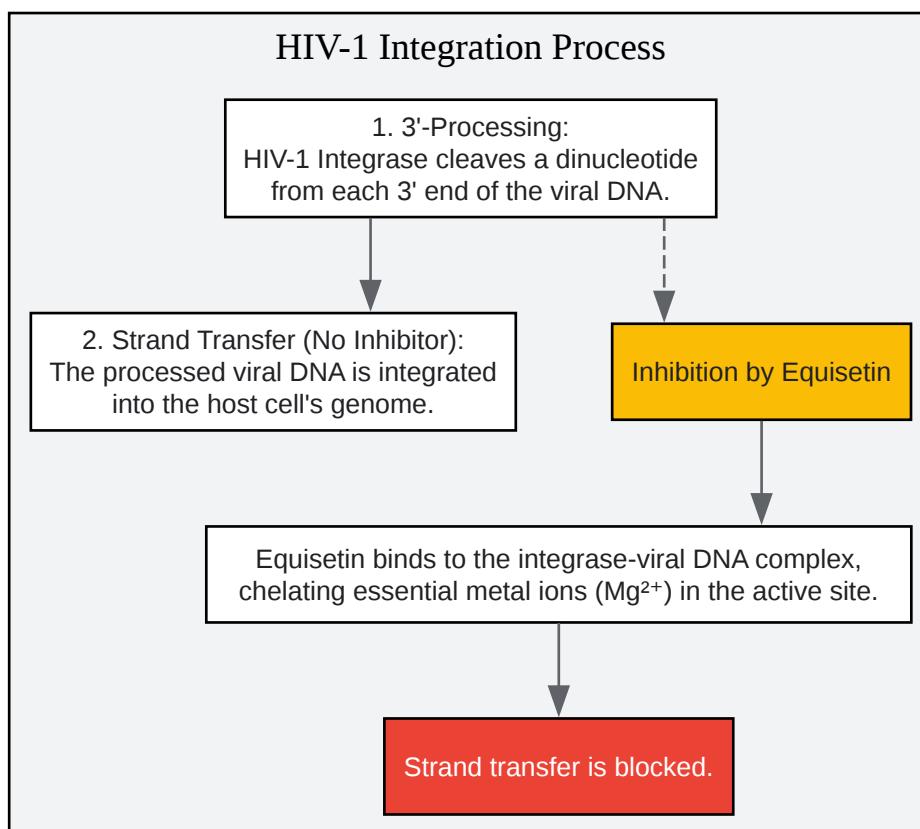 HIV-1 Integration Process
1. 3'-Processing:
HIV-1 Integrase cleaves a dinucleotide
from each 3' end of the viral DNA.
2. Strand Transfer (No Inhibitor):
The processed viral DNA is integrated
into the host cell's genome.
Inhibition by Equisetin
Equisetin binds to the integrase-viral DNA complex,
chelating essential metal ions (Mg²⁺) in the active site.
Strand transfer is blocked.